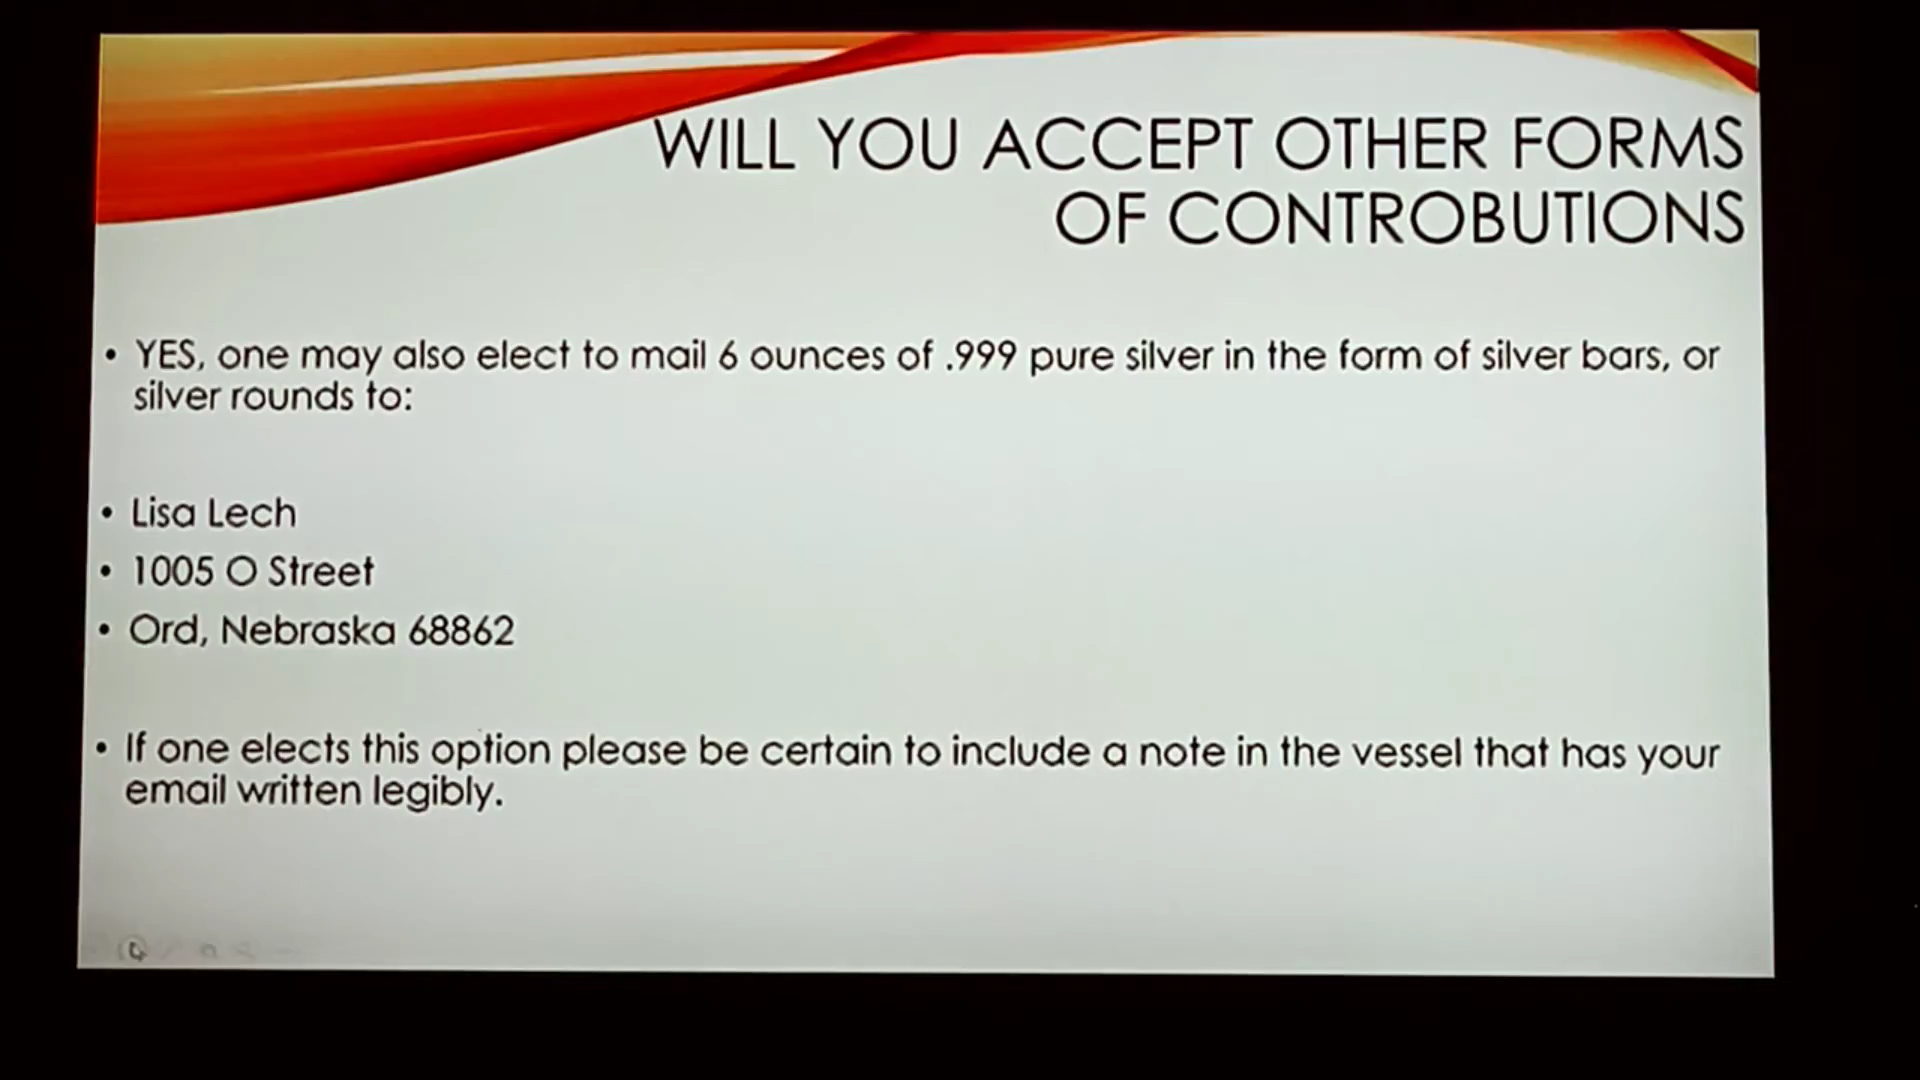 WILL YOU ACCEPT OTHER FORMS
OF CONTROBUTIONS
• YES, one may also elect to mail 6 ounces of .999 pure silver in the form of silver bars, or
silver rounds to:
• Lisa Lech
• 1005 O Street
• Ord, Nebraska 68862
• If one elects this option please be certain to include a note in the vessel that has your
email written legibly.